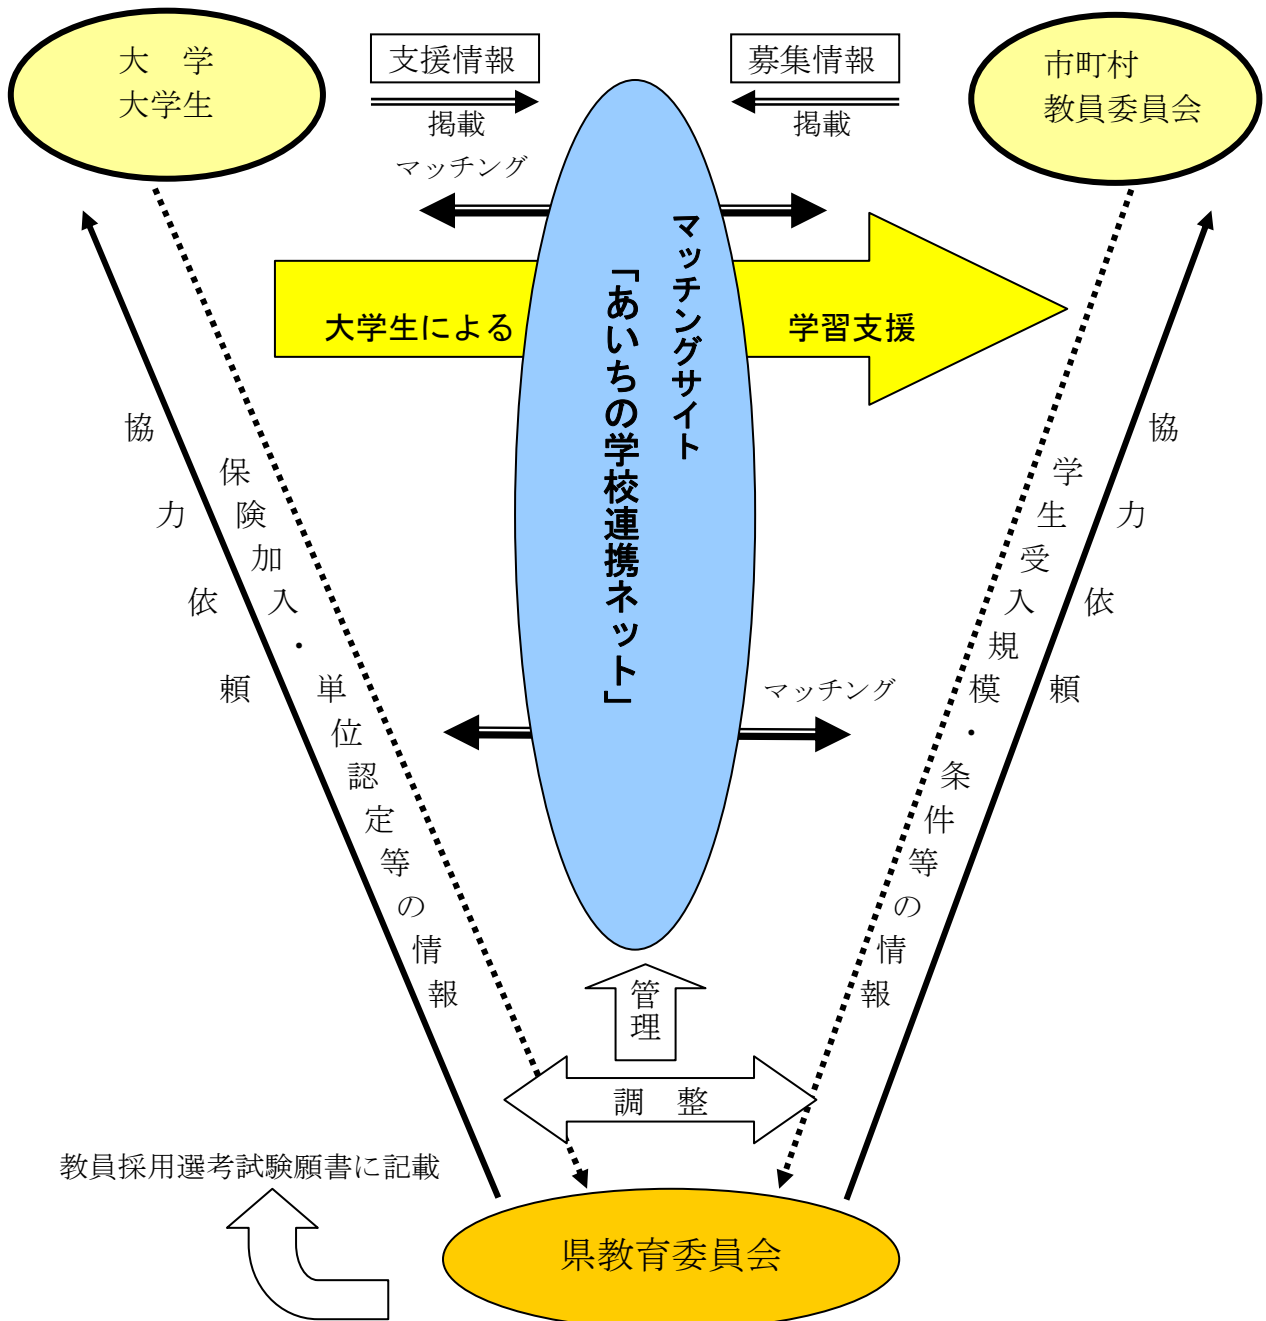 大　学
大学生
支援情報
掲載
募集情報
掲載
市町村
教員委員会
マッチング
マッチングサイト
「あいちの学校連携ネット」
大学生による
学習支援
協力依頼
保険加入・単位認定等の情報
学生受入規模・条件等の情報
協力依頼
マッチング
管理
調　整
教員採用選考試験願書に記載
県教育委員会